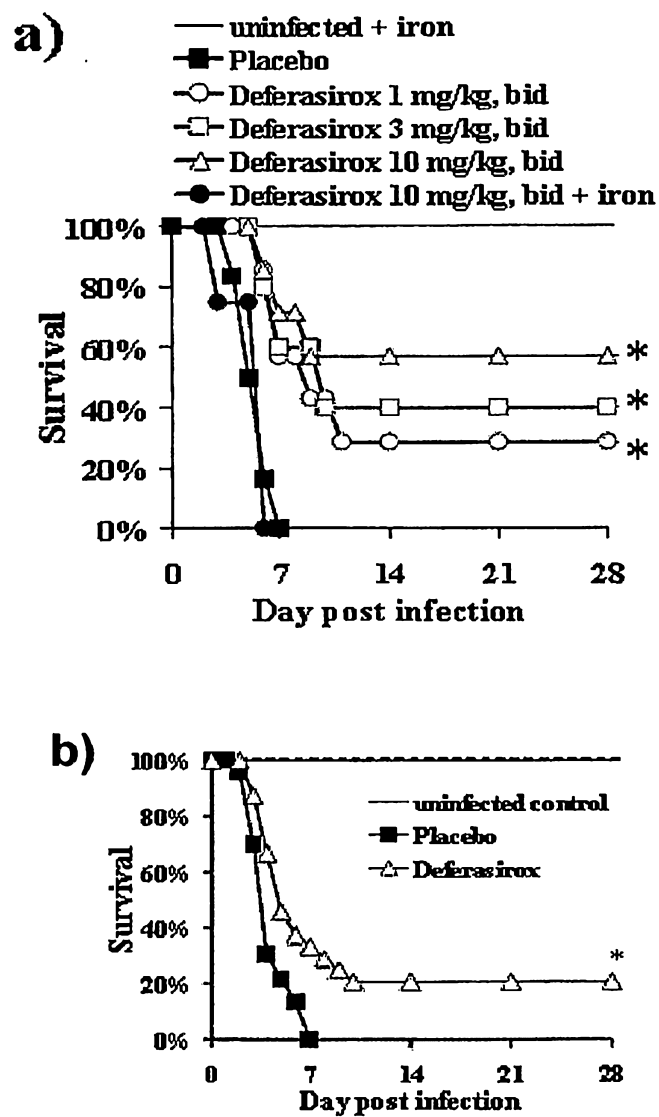 a)
uninfected + iron
Placebo
Deferasirox 1 mg/kg, bid
Deferasirox 3 mg/kg, bid
Deferasirox 10 mg/kg, bid
Deferasirox 10 mg/kg, bid + iron
100%
80%
60%
40%
20%
0%
Survival
*
*
*
0 7 14 21 28
Day post infection
b)
100%
80%
60%
40%
20%
0%
Survival
uninfected control
Placebo
Deferasirox
*
0 7 14 21 28
Day post infection